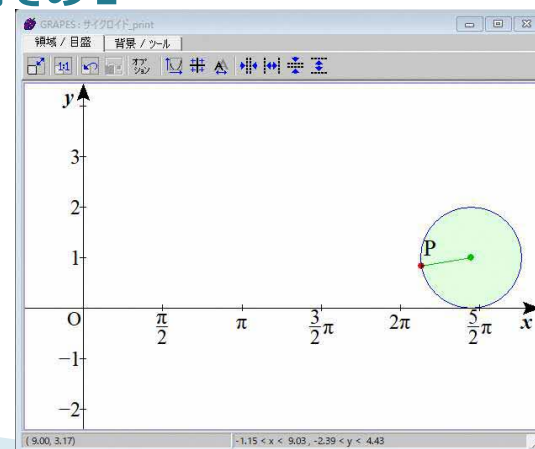 GRAPES : サイクロイド_print
領域 / 目盛 背景 / ツール
1:1 オプション
y
3
2
1
P
O π/2 π 3/2π 2π 5/2π x
−1
−2
( 9.00, 3.17) -1.15 < x < 9.03 , -2.39 < y < 4.43